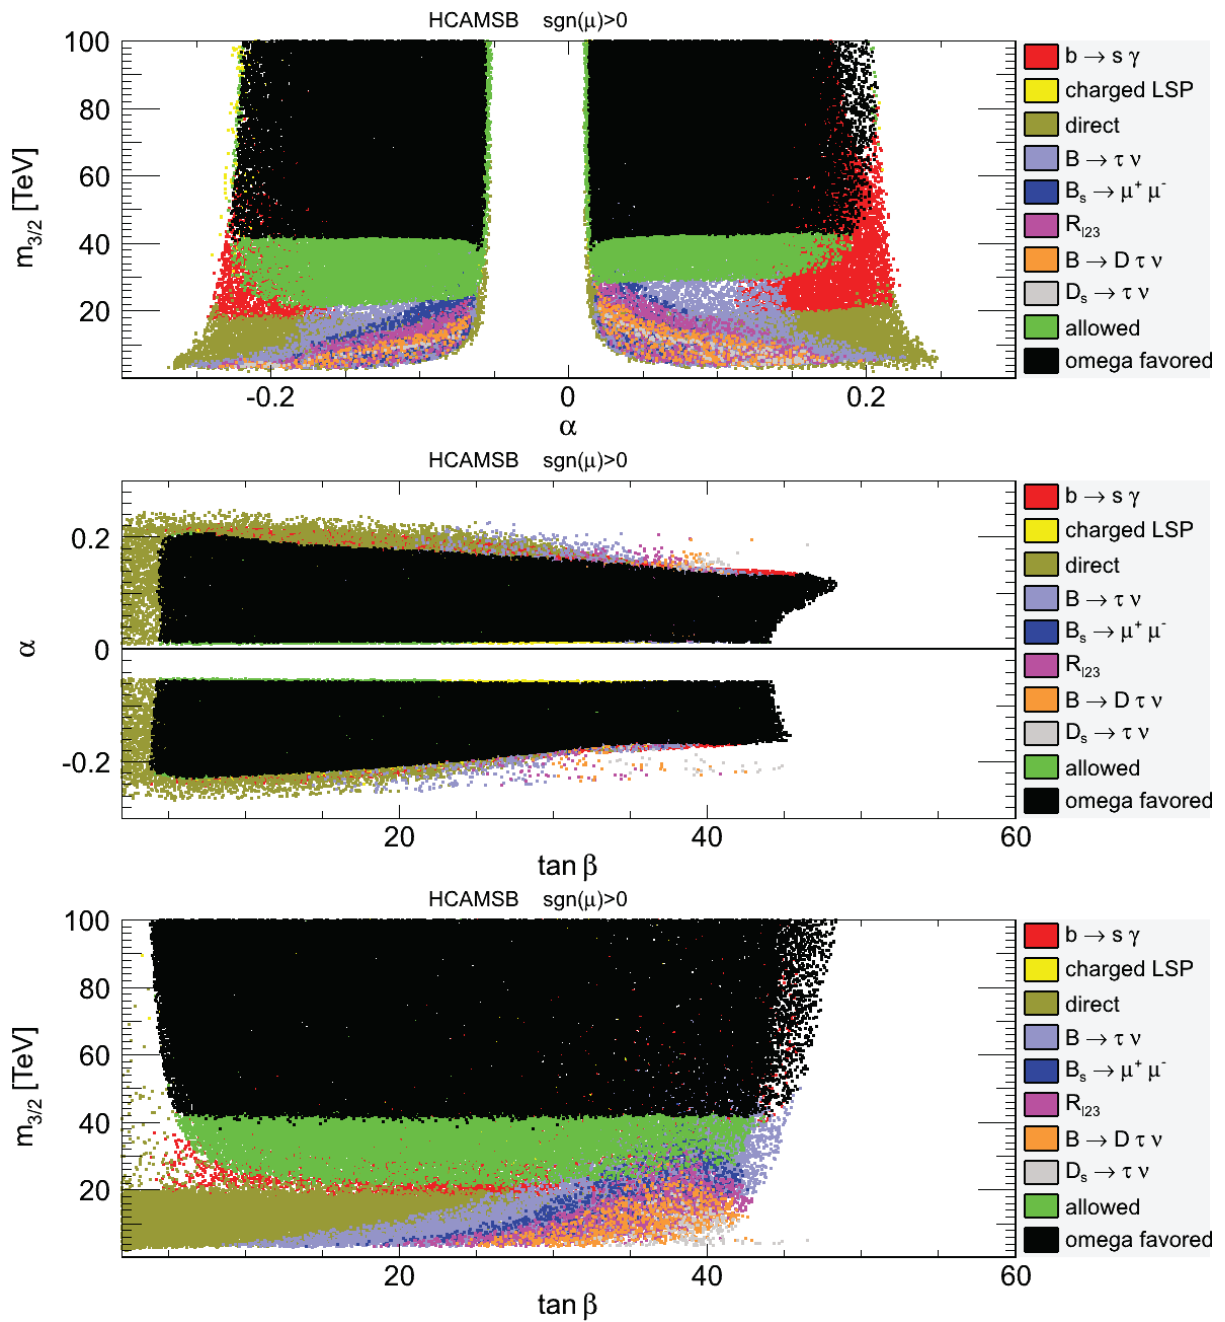 HCAMSB sgn(μ)>0
100
80
60
40
20
m3/2 [TeV]
-0.2 0 0.2
α
b → s γ
charged LSP
direct
B → τ ν
Bs → μ+ μ-
Rl23
B → D τ ν
Ds → τ ν
allowed
omega favored
HCAMSB sgn(μ)>0
0.2
0
-0.2
α
20 40 60
tan β
b → s γ
charged LSP
direct
B → τ ν
Bs → μ+ μ-
Rl23
B → D τ ν
Ds → τ ν
allowed
omega favored
HCAMSB sgn(μ)>0
100
80
60
40
20
m3/2 [TeV]
20 40 60
tan β
b → s γ
charged LSP
direct
B → τ ν
Bs → μ+ μ-
Rl23
B → D τ ν
Ds → τ ν
allowed
omega favored